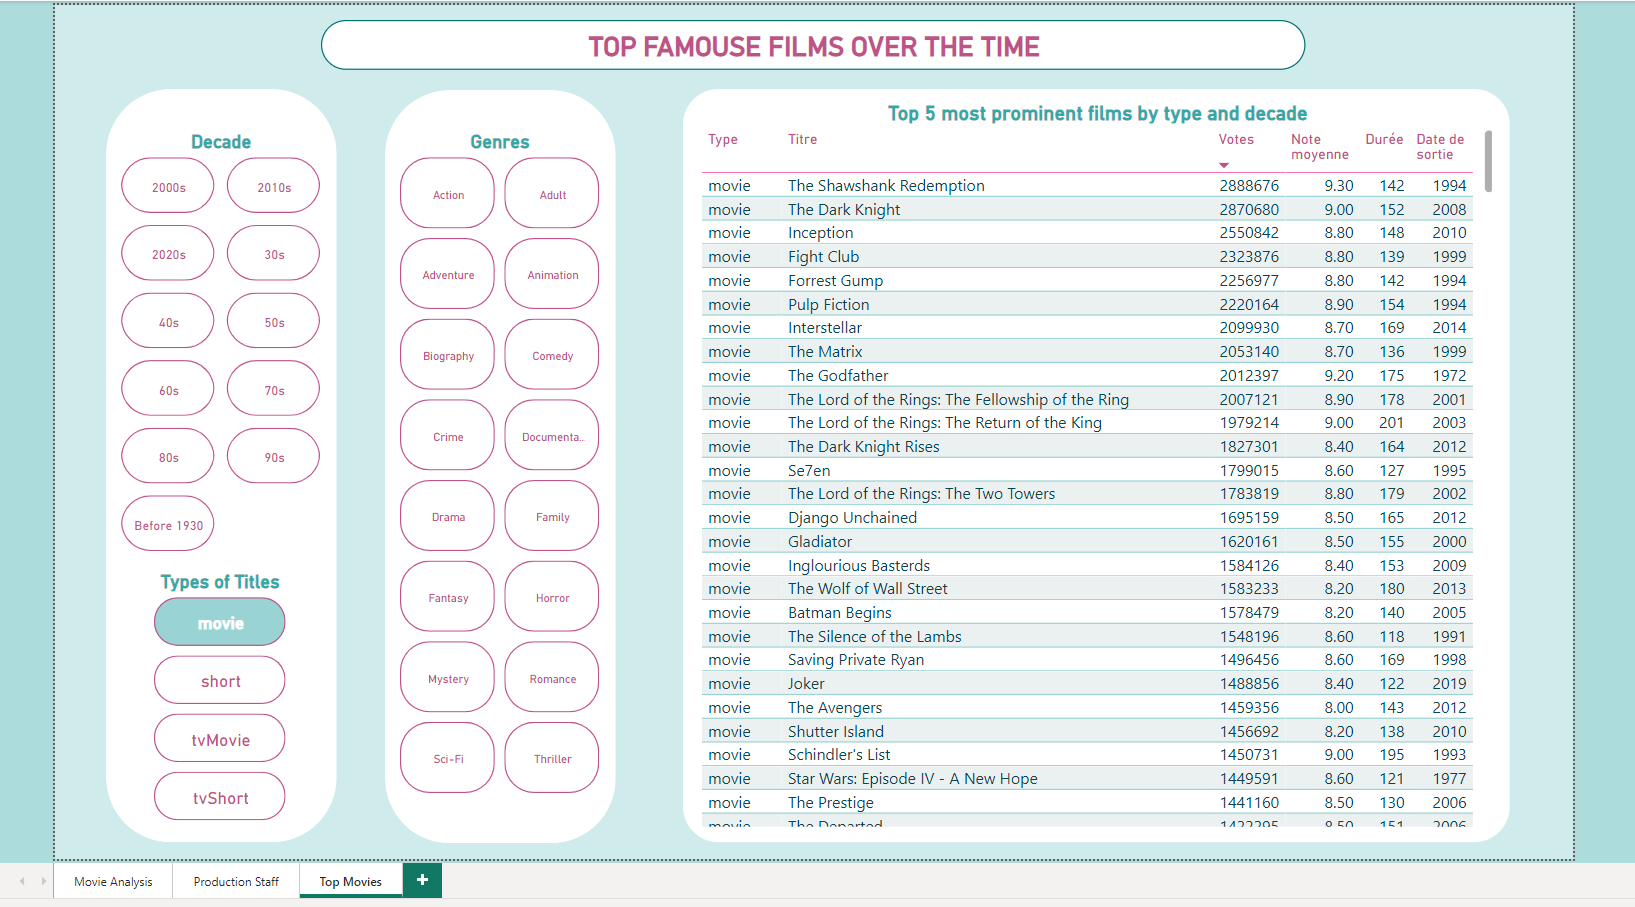 TOP FAMOUSE FILMS OVER THE TIME
Decade
2000s 2010s
2020s 30s
40s 50s
60s 70s
80s 90s
Before 1930
Types of Titles
movie
short
tvMovie
tvShort
Genres
Action Adult
Adventure Animation
Biography Comedy
Crime Documenta...
Drama Family
Fantasy Horror
Mystery Romance
Sci-Fi Thriller
Top 5 most prominent films by type and decade
Type Titre Votes Note moyenne Durée Date de sortie
movie The Shawshank Redemption 2888676 9.30 142 1994
movie The Dark Knight 2870680 9.00 152 2008
movie Inception 2550842 8.80 148 2010
movie Fight Club 2323876 8.80 139 1999
movie Forrest Gump 2256977 8.80 142 1994
movie Pulp Fiction 2220164 8.90 154 1994
movie Interstellar 2099930 8.70 169 2014
movie The Matrix 2053140 8.70 136 1999
movie The Godfather 2012397 9.20 175 1972
movie The Lord of the Rings: The Fellowship of the Ring 2007121 8.90 178 2001
movie The Lord of the Rings: The Return of the King 1979214 9.00 201 2003
movie The Dark Knight Rises 1827301 8.40 164 2012
movie Se7en 1799015 8.60 127 1995
movie The Lord of the Rings: The Two Towers 1783819 8.80 179 2002
movie Django Unchained 1695159 8.50 165 2012
movie Gladiator 1620161 8.50 155 2000
movie Inglourious Basterds 1584126 8.40 153 2009
movie The Wolf of Wall Street 1583233 8.20 180 2013
movie Batman Begins 1578479 8.20 140 2005
movie The Silence of the Lambs 1548196 8.60 118 1991
movie Saving Private Ryan 1496456 8.60 169 1998
movie Joker 1488856 8.40 122 2019
movie The Avengers 1459356 8.00 143 2012
movie Shutter Island 1456692 8.20 138 2010
movie Schindler's List 1450731 9.00 195 1993
movie Star Wars: Episode IV - A New Hope 1449591 8.60 121 1977
movie The Prestige 1441160 8.50 130 2006
movie The Departed 1422295 8.50 151 2006
Movie Analysis Production Staff Top Movies +